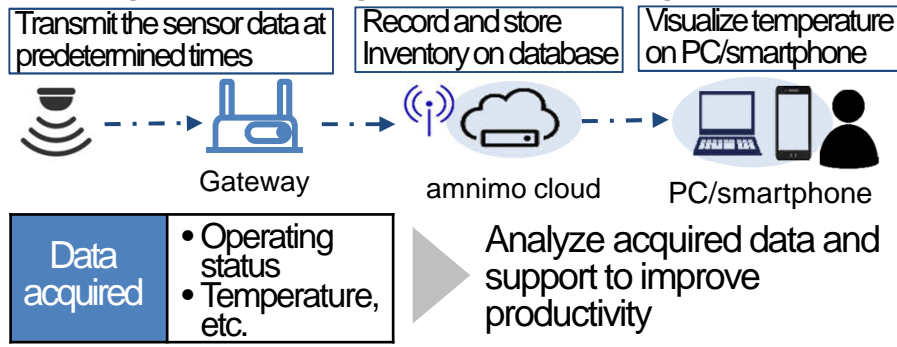 Transmit the sensor data at
predetermined times
Record and store
Inventory on database
Visualize temperature
on PC/smartphone
Gateway
amnimo cloud
PC/smartphone
Data
acquired
• Operating
status
• Temperature,
etc.
Analyze acquired data and
support to improve
productivity